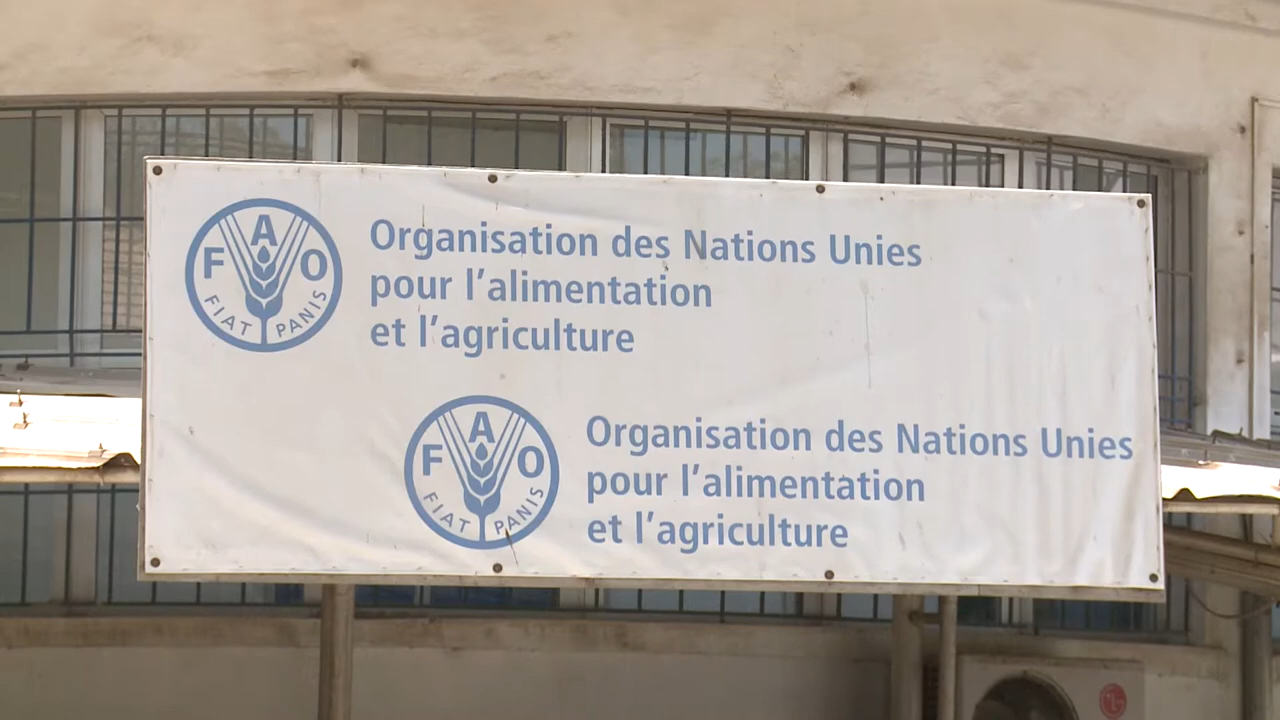 F A O
FIAT PANIS
Organisation des Nations Unies
pour l'alimentation
et l'agriculture
F A O
FIAT PANIS
Organisation des Nations Unies
pour l'alimentation
et l'agriculture
LG